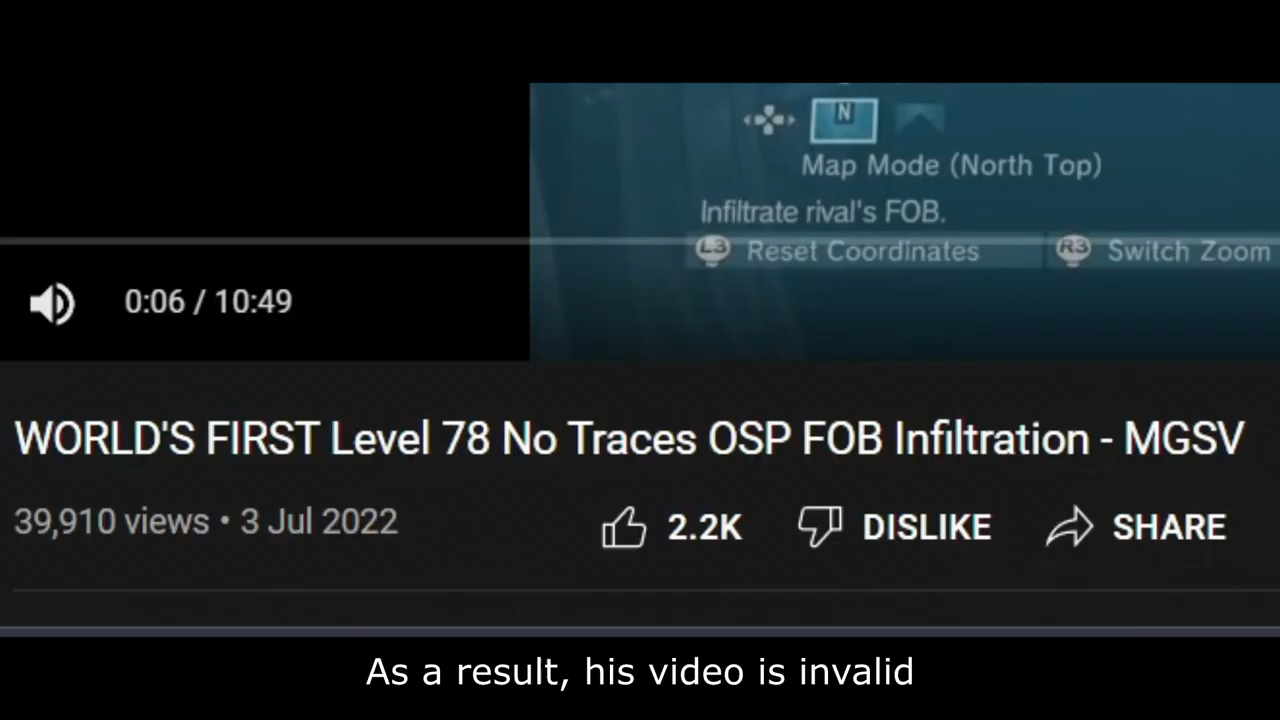 N
Map Mode (North Top)
Infiltrate rival's FOB.
L3 Reset Coordinates R3 Switch Zoom
0:06 / 10:49
WORLD'S FIRST Level 78 No Traces OSP FOB Infiltration - MGSV
39,910 views • 3 Jul 2022 2.2K DISLIKE SHARE
As a result, his video is invalid